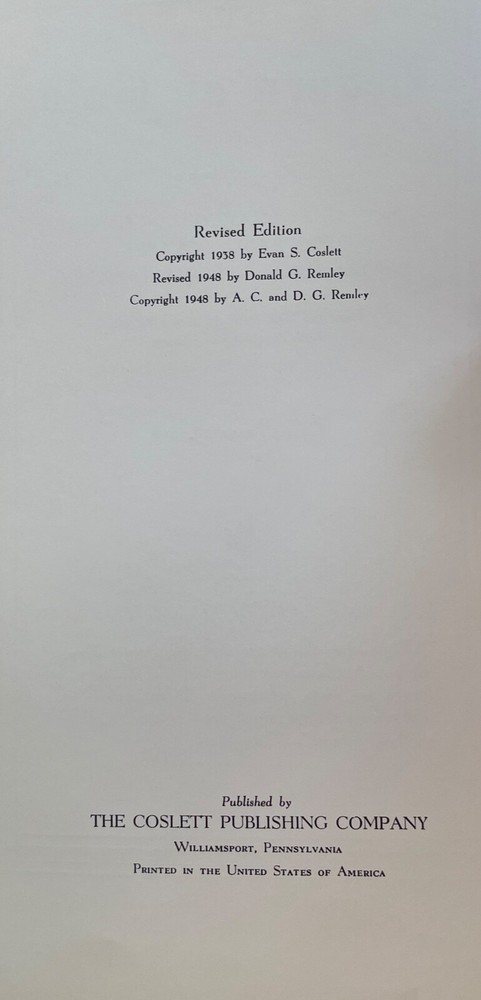 Revised Edition
Copyright 1938 by Evan S. Coslett
Revised 1948 by Donald G. Remley
Copyright 1948 by A. C. and D. G. Remley
Published by
THE COSLETT PUBLISHING COMPANY
Williamsport, Pennsylvania
Printed in the United States of America